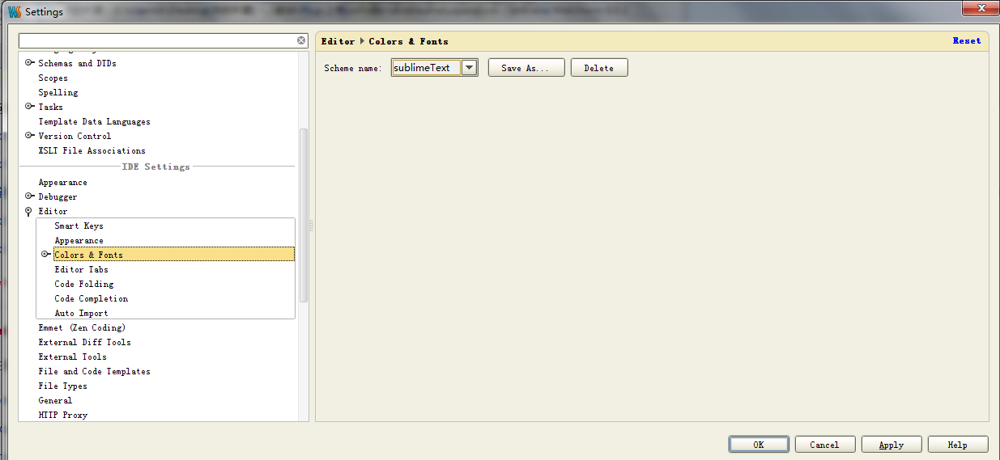 WS Settings
Editor Colors & Fonts Reset
Scheme name: sublimeText Save As... Delete
Schemas and DTDs
Scopes
Spelling
Tasks
Template Data Languages
Version Control
XSLT File Associations
IDE Settings
Appearance
Debugger
Editor
Smart Keys
Appearance
Colors & Fonts
Editor Tabs
Code Folding
Code Completion
Auto Import
Emmet (Zen Coding)
External Diff Tools
External Tools
File and Code Templates
File Types
General
HTTP Proxy
OK Cancel Apply Help